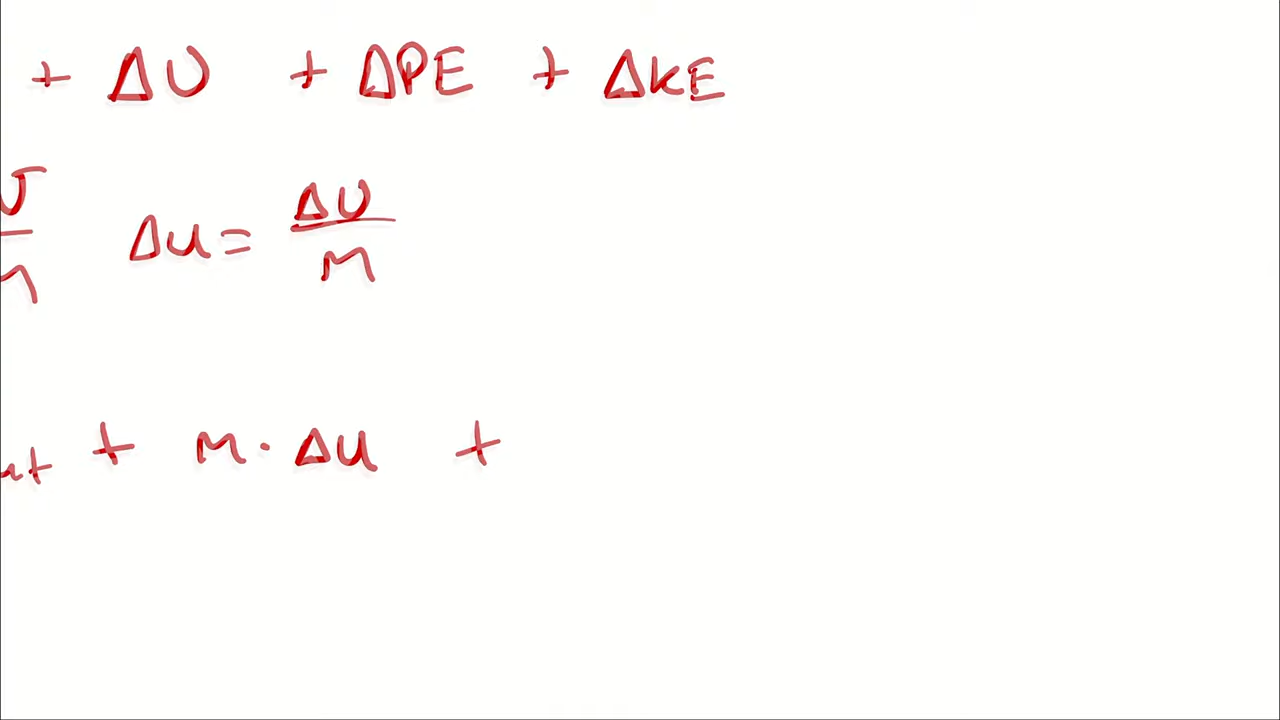 + ΔU + ΔPE + ΔKE
Δu = ΔU / M
+ M · Δu +